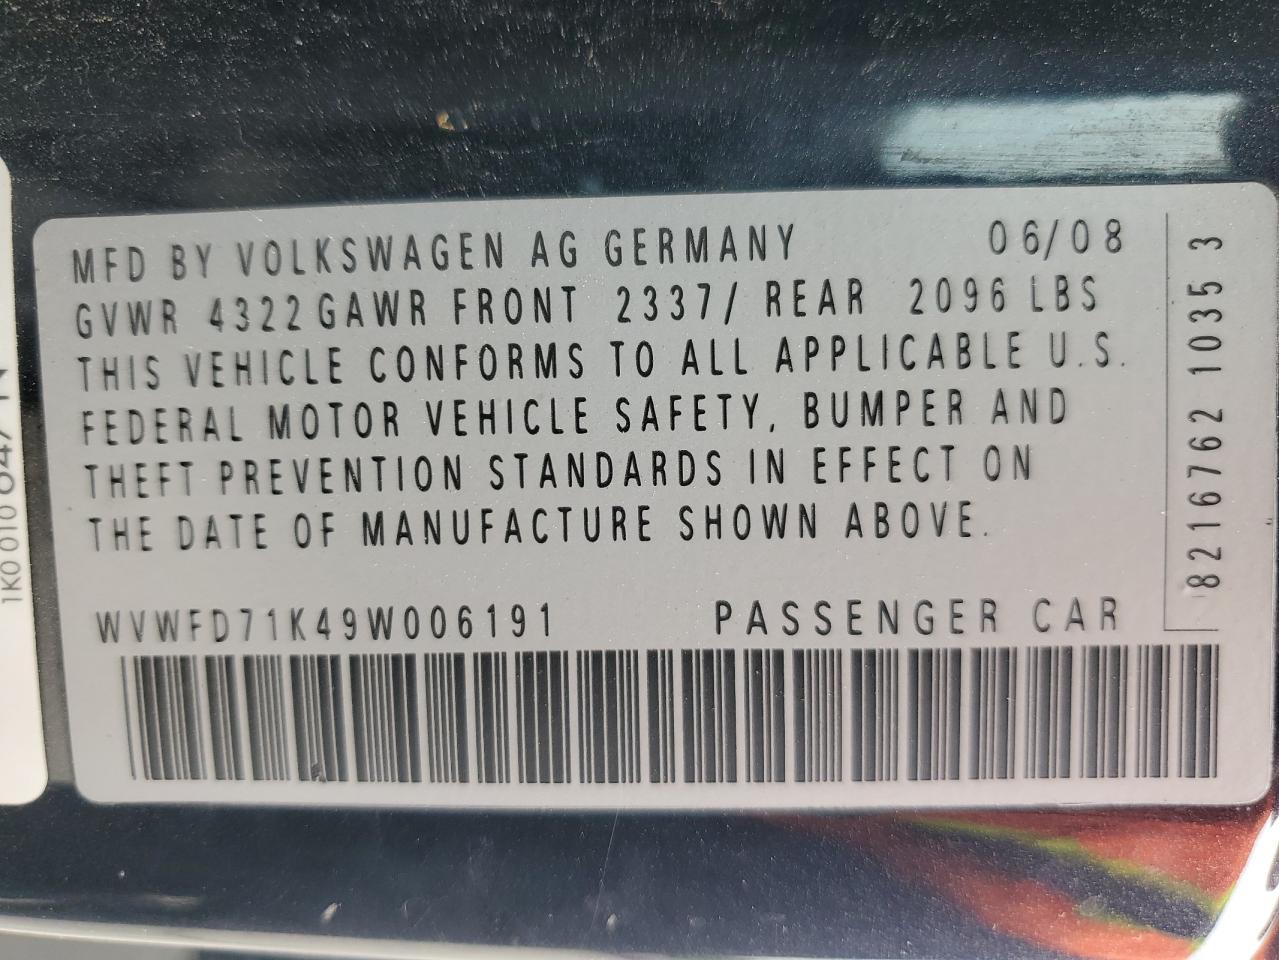 MFD BY VOLKSWAGEN AG GERMANY 06/08
GVWR 4322 GAWR FRONT 2337/ REAR 2096 LBS
THIS VEHICLE CONFORMS TO ALL APPLICABLE U.S.
FEDERAL MOTOR VEHICLE SAFETY, BUMPER AND
THEFT PREVENTION STANDARDS IN EFFECT ON
THE DATE OF MANUFACTURE SHOWN ABOVE.
WVWFD71K49W006191 PASSENGER CAR
8216762 1035 3